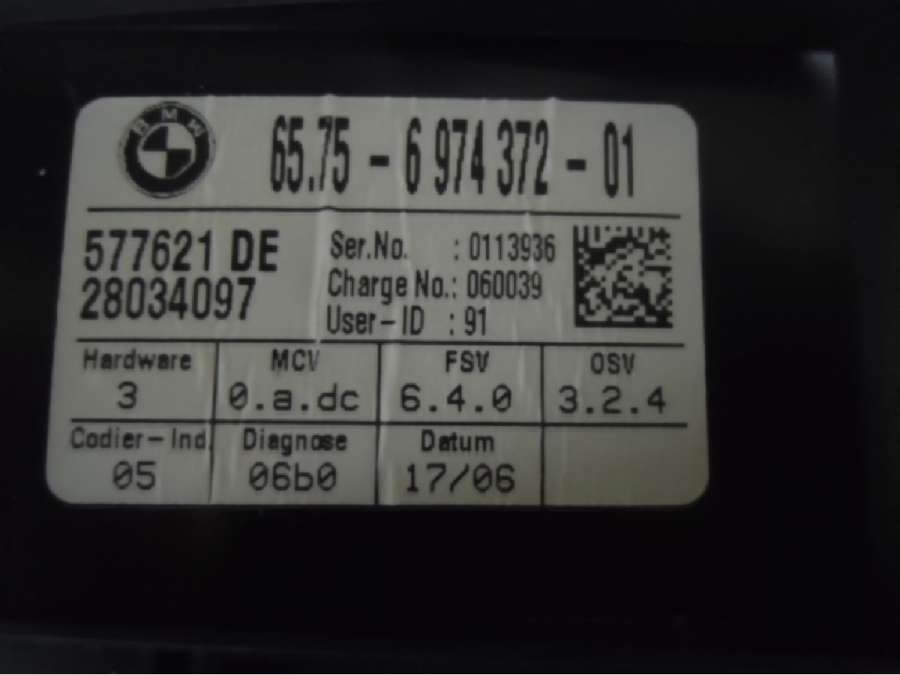 BMW
65.75 - 6 974 372 - 01
577621 DE
28034097
Ser.No. : 0113936
Charge No.: 060039
User-ID : 91
Hardware MCV FSV OSV
3 0.a.dc 6.4.0 3.2.4
Codier-Ind. Diagnose Datum
05 06b0 17/06